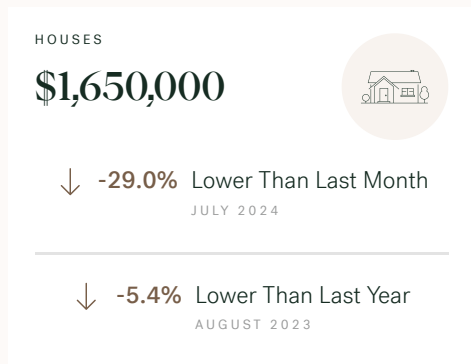 HOUSES
$1,650,000
-29.0% Lower Than Last Month
JULY 2024
-5.4% Lower Than Last Year
AUGUST 2023